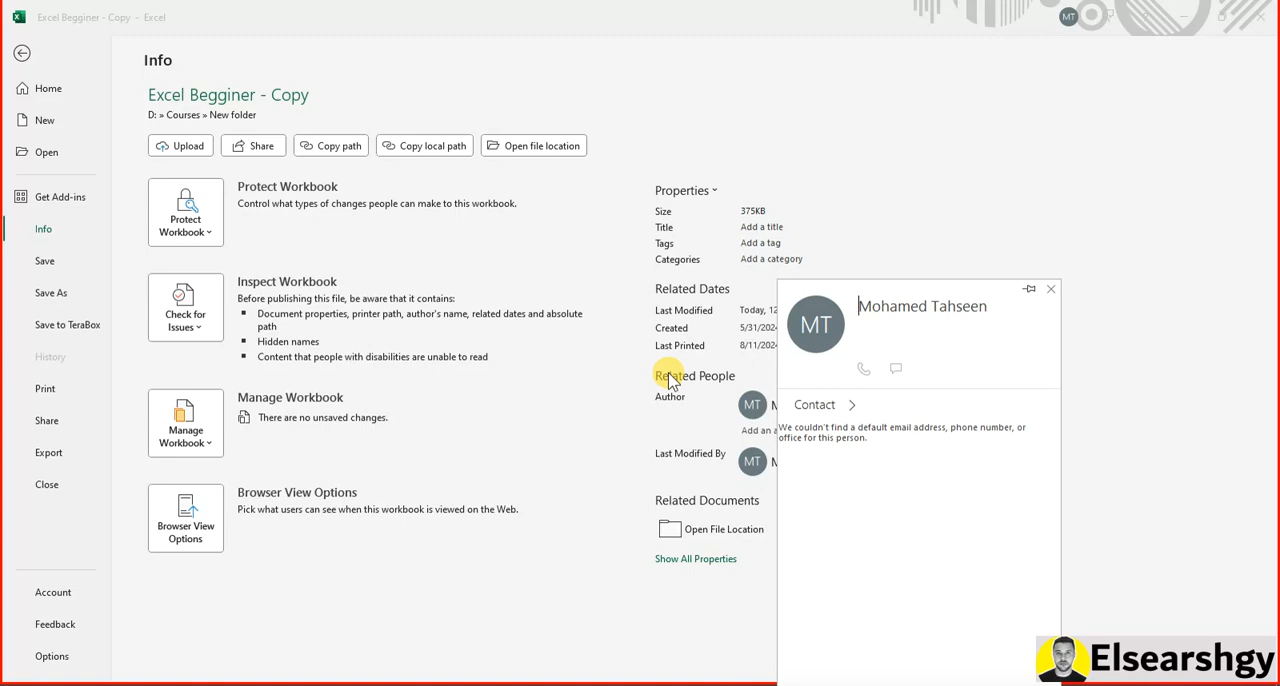 Excel Begginer - Copy - Excel
MT
Info
Excel Begginer - Copy
D: » Courses » New folder
Home
New
Open
Get Add-ins
Info
Save
Save As
Save to TeraBox
History
Print
Share
Export
Close
Account
Feedback
Options
Upload
Share
Copy path
Copy local path
Open file location
Protect Workbook
Protect Workbook
Control what types of changes people can make to this workbook.
Check for Issues
Inspect Workbook
Before publishing this file, be aware that it contains:
Document properties, printer path, author's name, related dates and absolute
path
Hidden names
Content that people with disabilities are unable to read
Manage Workbook
Manage Workbook
There are no unsaved changes.
Browser View Options
Browser View Options
Pick what users can see when this workbook is viewed on the Web.
Properties
Size 375KB
Title Add a title
Tags Add a tag
Categories Add a category
Related Dates
Last Modified Today, 12
Created 5/31/2024
Last Printed 8/11/2024
Related People
Author MT
Add an a
Last Modified By MT
Related Documents
Open File Location
Show All Properties
MT
Mohamed Tahseen
Contact
We couldn't find a default email address, phone number, or
office for this person.
Elsearshgy